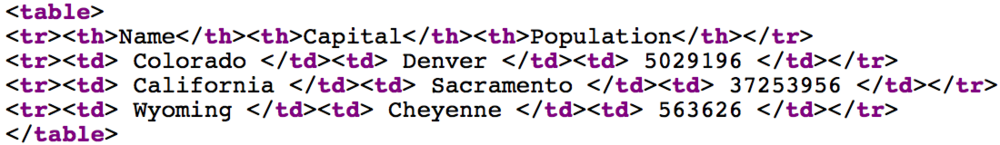 <table>
<tr><th>Name</th><th>Capital</th><th>Population</th></tr>
<tr><td> Colorado </td><td> Denver </td><td> 5029196 </td></tr>
<tr><td> California </td><td> Sacramento </td><td> 37253956 </td></tr>
<tr><td> Wyoming </td><td> Cheyenne </td><td> 563626 </td></tr>
</table>